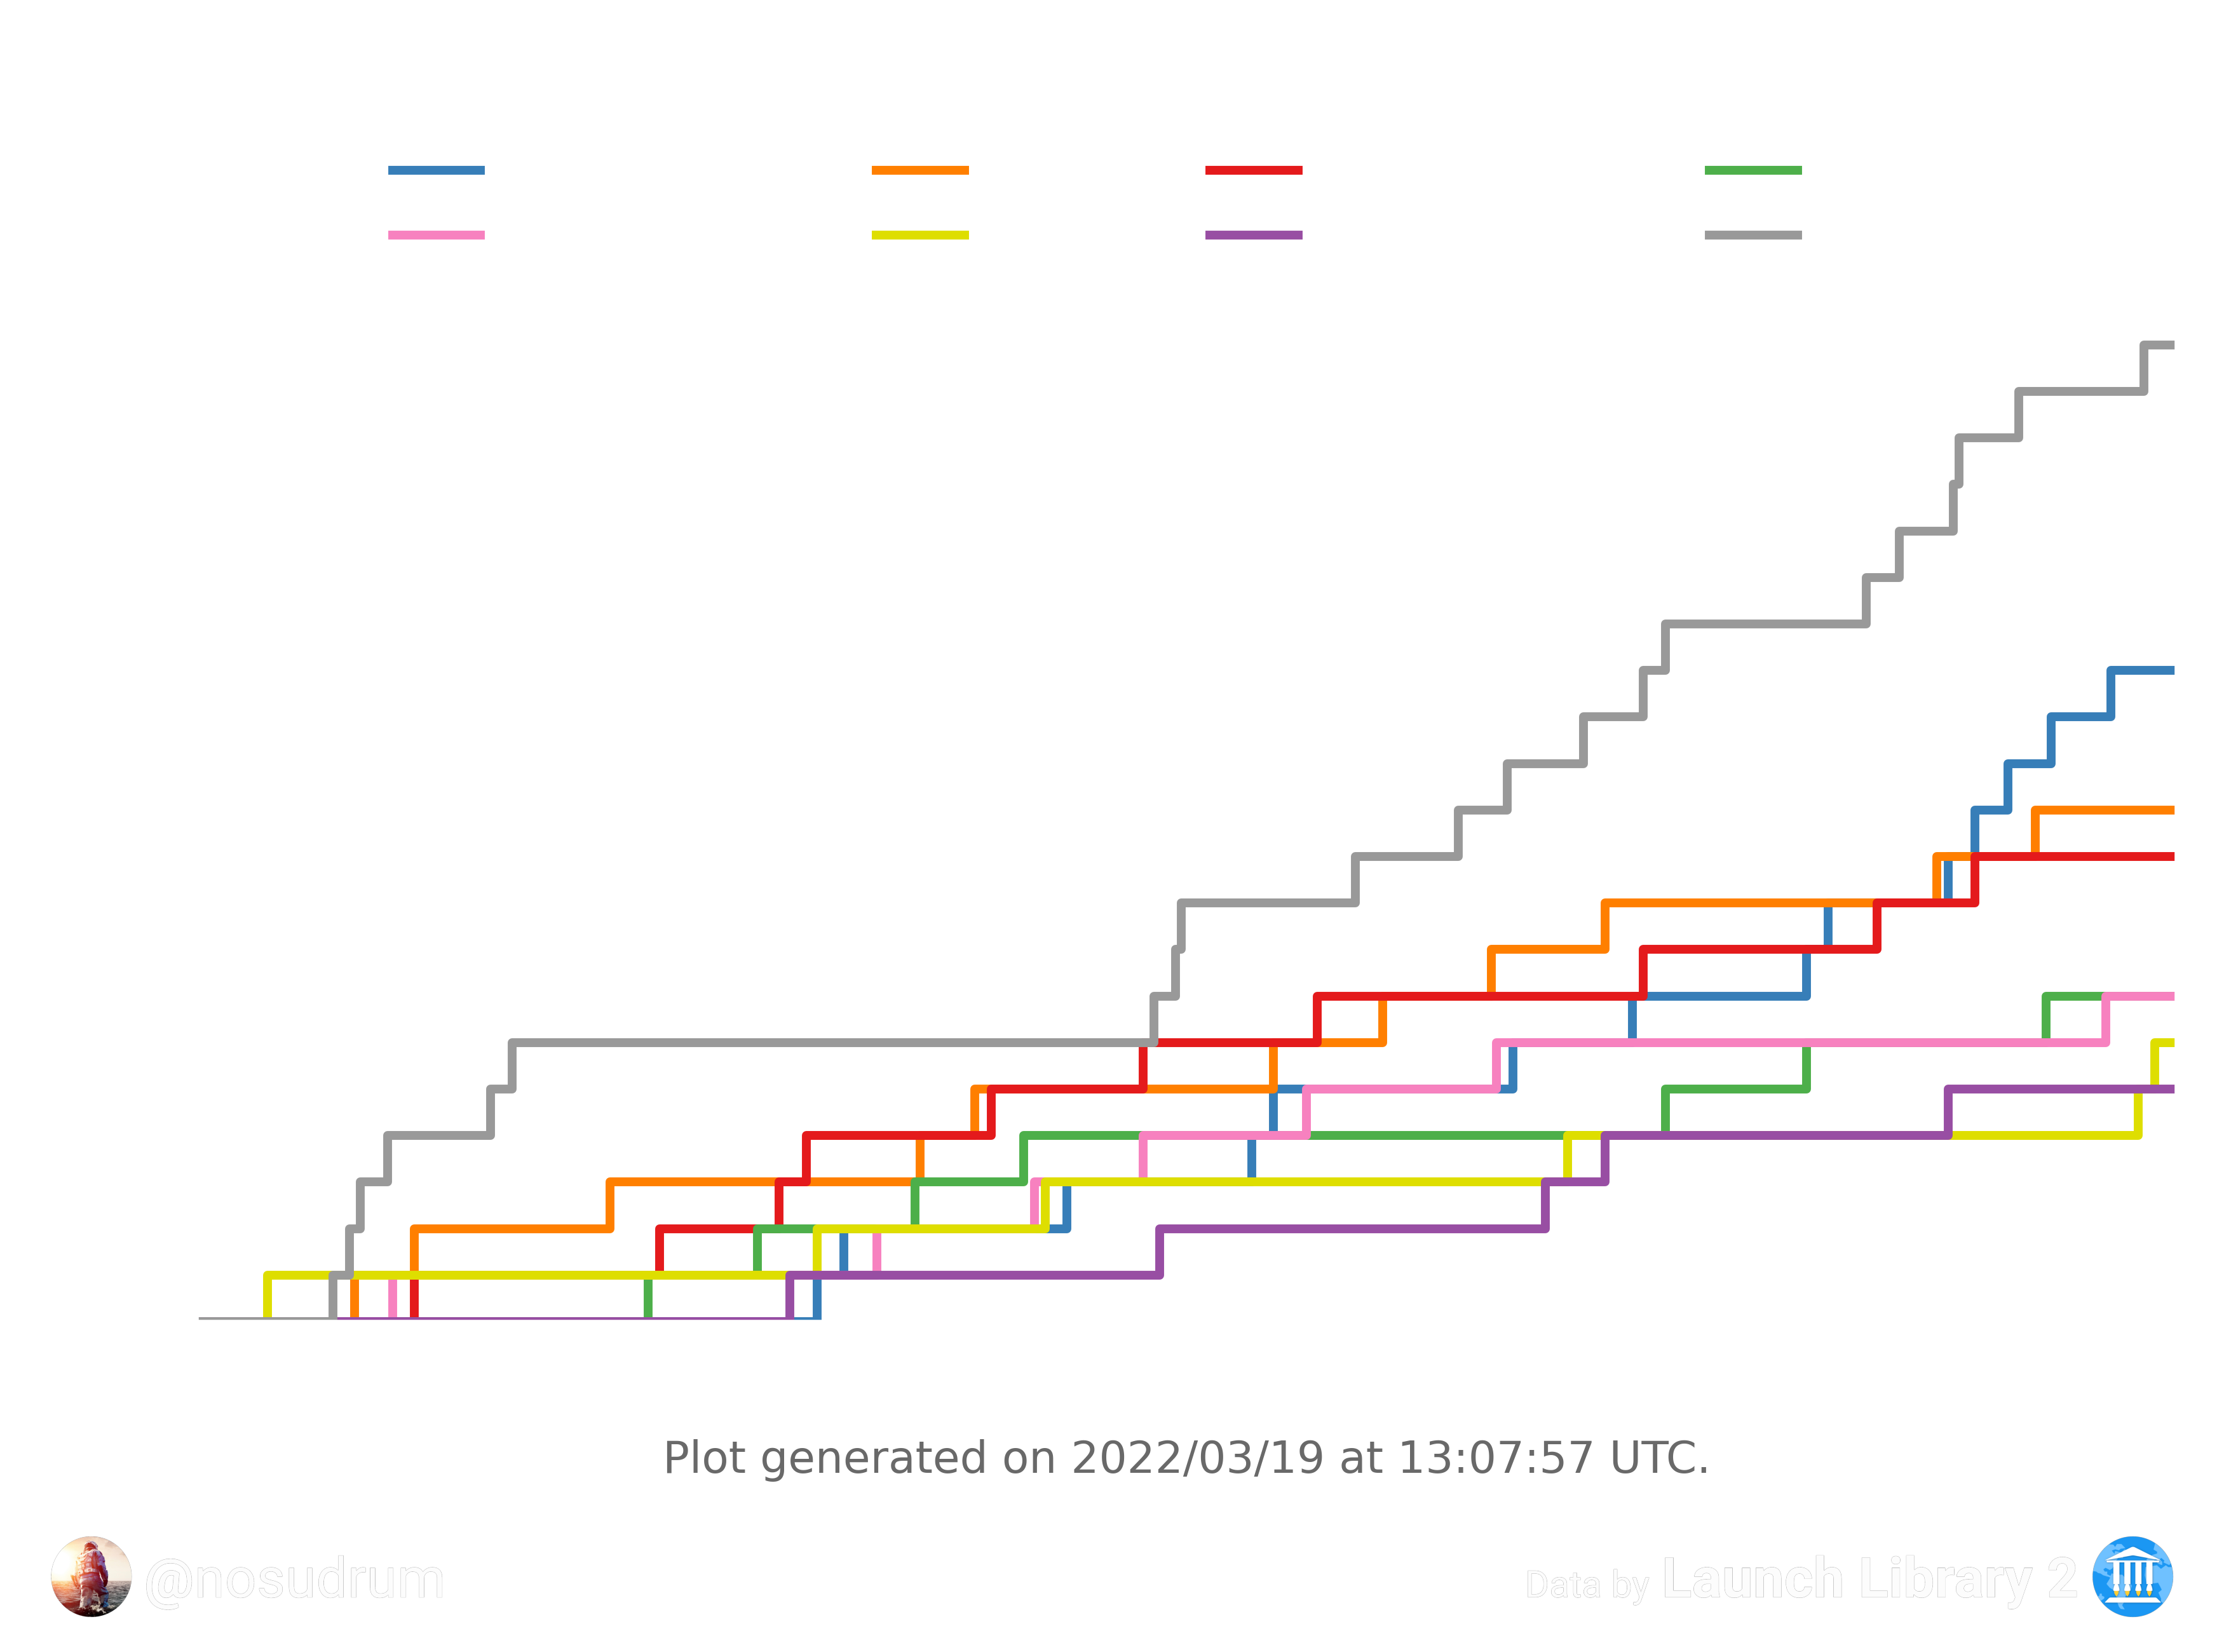 Plot generated on 2022/03/19 at 13:07:57 UTC.
@nosudrum
Data by Launch Library 2